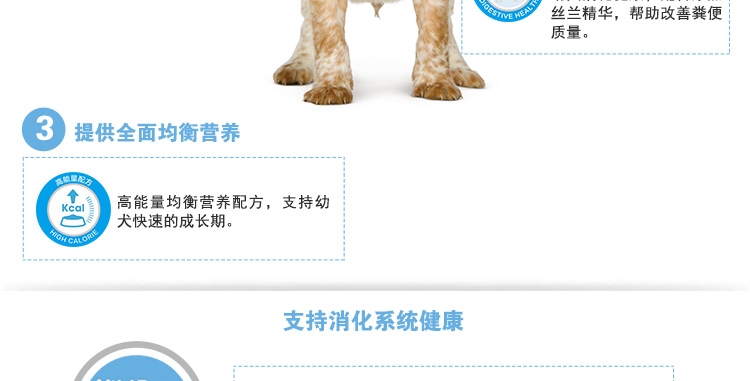 DIGESTIVE HEALTH
丝兰精华，帮助改善粪便
质量。
3 提供全面均衡营养
高能量配方
Kcal
HIGH CALORIE
高能量均衡营养配方，支持幼
犬快速的成长期。
支持消化系统健康